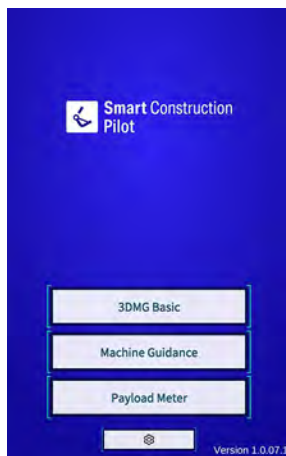 Smart Construction
Pilot
3DMG Basic
Machine Guidance
Payload Meter
Version 1.0.07.1